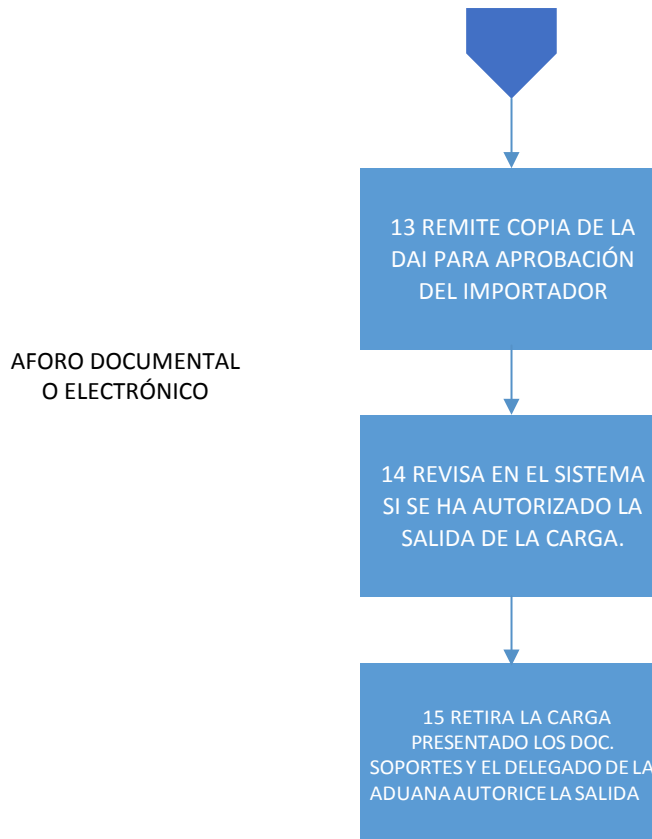 13 REMITE COPIA DE LA
DAI PARA APROBACIÓN
DEL IMPORTADOR
AFORO DOCUMENTAL
O ELECTRÓNICO
14 REVISA EN EL SISTEMA
SI SE HA AUTORIZADO LA
SALIDA DE LA CARGA.
15 RETIRA LA CARGA
PRESENTADO LOS DOC.
SOPORTES Y EL DELEGADO DE LA
ADUANA AUTORICE LA SALIDA